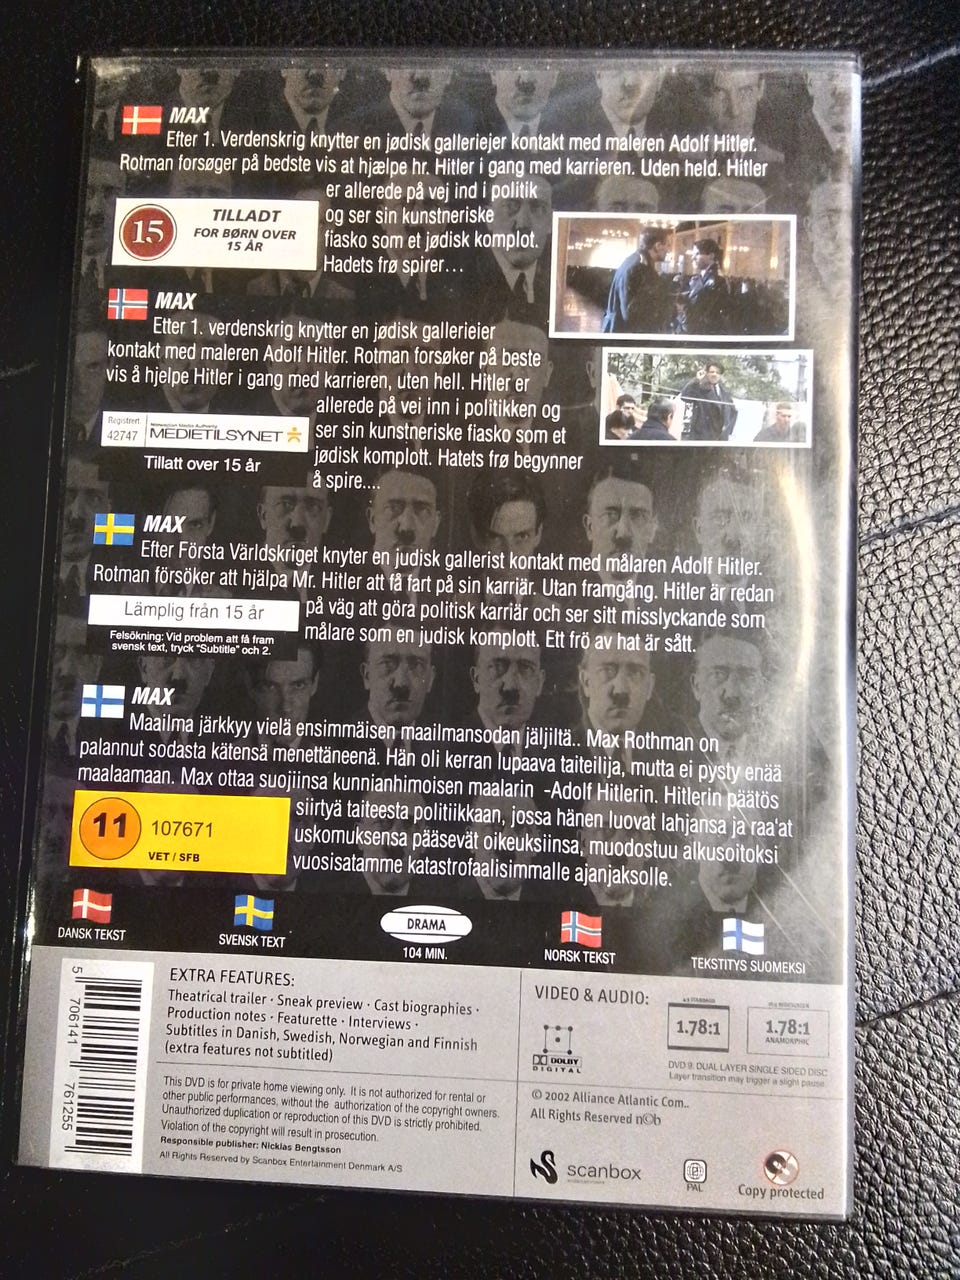 MAX
Efter 1. Verdenskrig knytter en jødisk galleriejer kontakt med maleren Adolf Hitler.
Rotman forsøger på bedste vis at hjælpe hr. Hitler i gang med karrieren. Uden held. Hitler
er allerede på vej ind i politik
og ser sin kunstneriske
fiasko som et jødisk komplot.
Hadets frø spirer...
15
TILLADT
FOR BØRN OVER
15 ÅR
MAX
Etter 1. verdenskrig knytter en jødisk gallerieier
kontakt med maleren Adolf Hitler. Rotman forsøker på beste
vis å hjelpe Hitler i gang med karrieren, uten hell. Hitler er
allerede på vei inn i politikken og
ser sin kunstneriske fiasko som et
jødisk komplott. Hatets frø begynner
å spire....
Registrert
42747
Norwegian Media Authority
MEDIETILSYNET
Tillatt over 15 år
MAX
Efter Första Världskriget knyter en judisk gallerist kontakt med målaren Adolf Hitler.
Rotman försöker att hjälpa Mr. Hitler att få fart på sin karriär. Utan framgång. Hitler är redan
på väg att göra politisk karriär och ser sitt misslyckande som
målare som en judisk komplott. Ett frö av hat är sått.
Lämplig från 15 år
Felsökning: Vid problem att få fram
svensk text, tryck "Subtitle" och 2.
MAX
Maailma järkkyy vielä ensimmäisen maailmansodan jäljiltä.. Max Rothman on
palannut sodasta kätensä menettäneenä. Hän oli kerran lupaava taiteilija, mutta ei pysty enää
maalaamaan. Max ottaa suojiinsa kunnianhimoisen maalarin -Adolf Hitlerin. Hitlerin päätös
siirtyä taiteesta politiikkaan, jossa hänen luovat lahjansa ja raa'at
uskomuksensa pääsevät oikeuksiinsa, muodostuu alkusoitoksi
vuosisatamme katastrofaalisimmalle ajanjaksolle.
11
107671
VET / SFB
DANSK TEKST
SVENSK TEXT
DRAMA
104 MIN.
NORSK TEKST
TEKSTITYS SUOMEKSI
5 706141 761255
EXTRA FEATURES:
Theatrical trailer · Sneak preview · Cast biographies ·
Production notes · Featurette · Interviews ·
Subtitles in Danish, Swedish, Norwegian and Finnish
(extra features not subtitled)
This DVD is for private home viewing only. It is not authorized for rental or
other public performances, without the authorization of the copyright owners.
Unauthorized duplication or reproduction of this DVD is strictly prohibited.
Violation of the copyright will result in prosecution.
Responsible publisher: Nicklas Bengtsson
All Rights Reserved by Scanbox Entertainment Denmark A/S
VIDEO & AUDIO:
DOLBY
DIGITAL
4:3 STANDARD
1.78:1
16:9 WIDESCREEN
1.78:1
ANAMORPHIC
DVD 9: DUAL LAYER SINGLE SIDED DISC
Layer transition may trigger a slight pause
© 2002 Alliance Atlantic Com..
All Rights Reserved n©b
scanbox
PAL
Copy protected